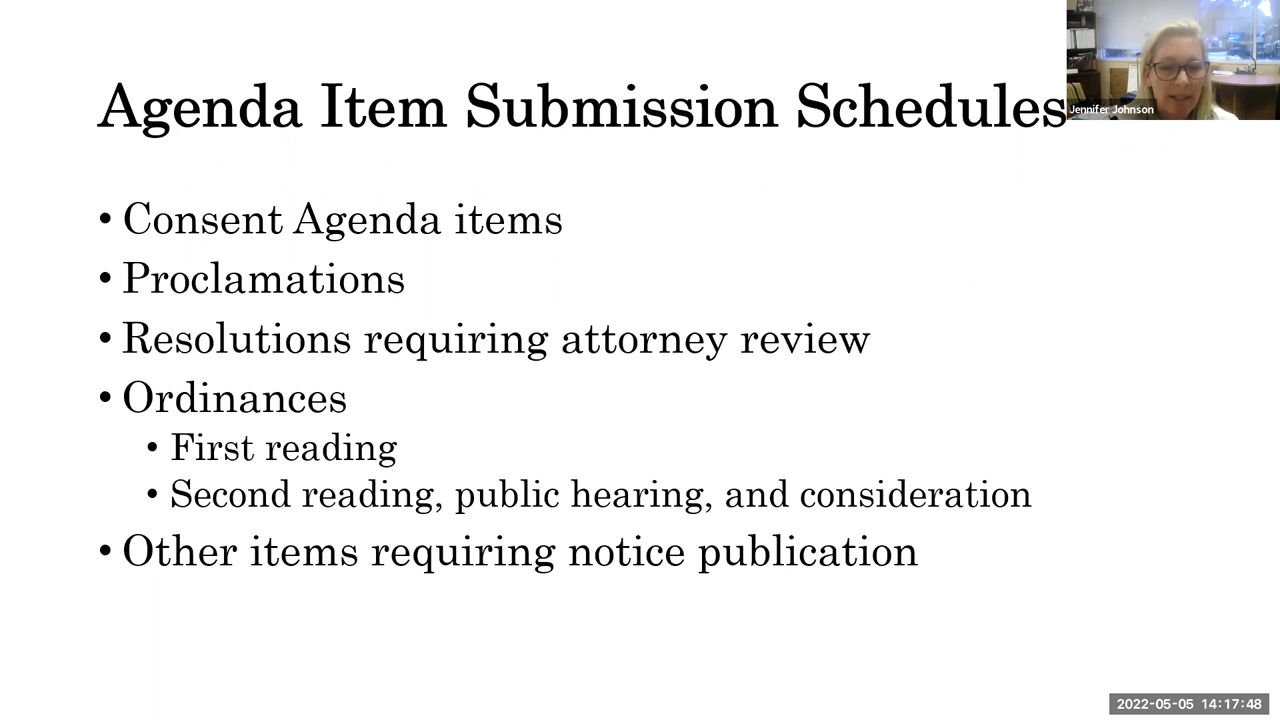 Agenda Item Submission Schedules
Jennifer Johnson
• Consent Agenda items
• Proclamations
• Resolutions requiring attorney review
• Ordinances
• First reading
• Second reading, public hearing, and consideration
• Other items requiring notice publication
2022-05-05 14:17:48